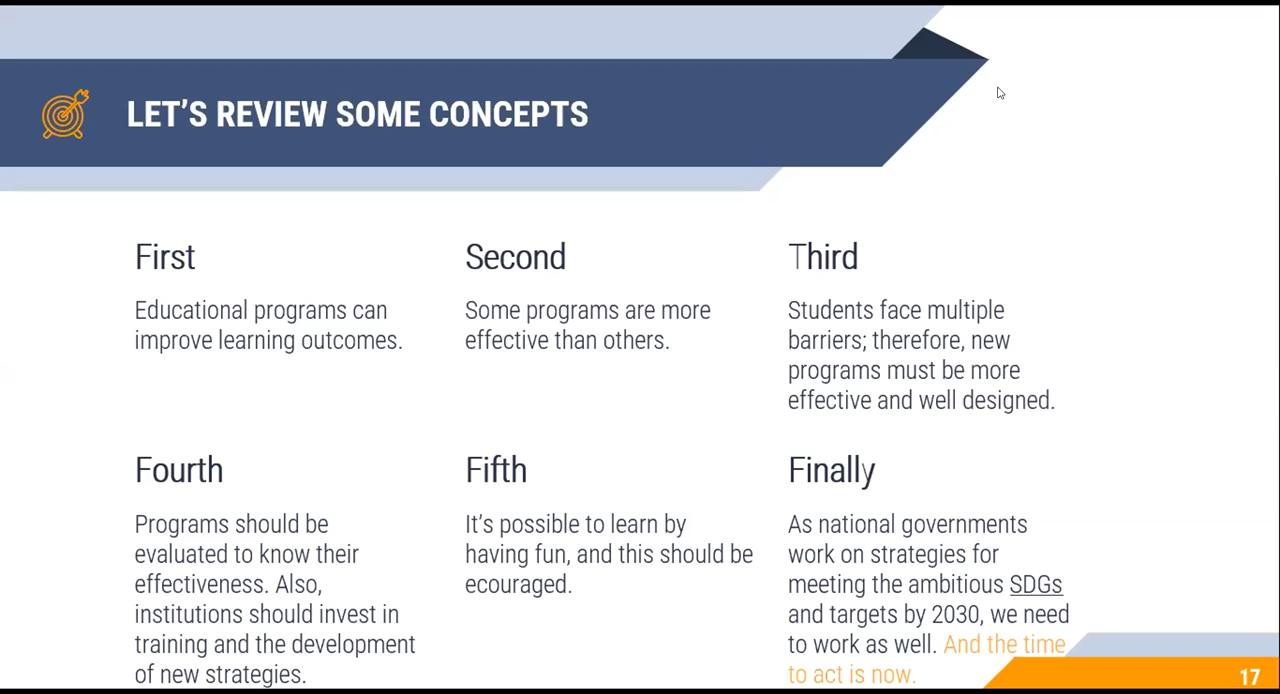 LET'S REVIEW SOME CONCEPTS
First
Educational programs can
improve learning outcomes.
Second
Some programs are more
effective than others.
Third
Students face multiple
barriers; therefore, new
programs must be more
effective and well designed.
Fourth
Programs should be
evaluated to know their
effectiveness. Also,
institutions should invest in
training and the development
of new strategies.
Fifth
It's possible to learn by
having fun, and this should be
ecouraged.
Finally
As national governments
work on strategies for
meeting the ambitious SDGs
and targets by 2030, we need
to work as well. And the time
to act is now.
17